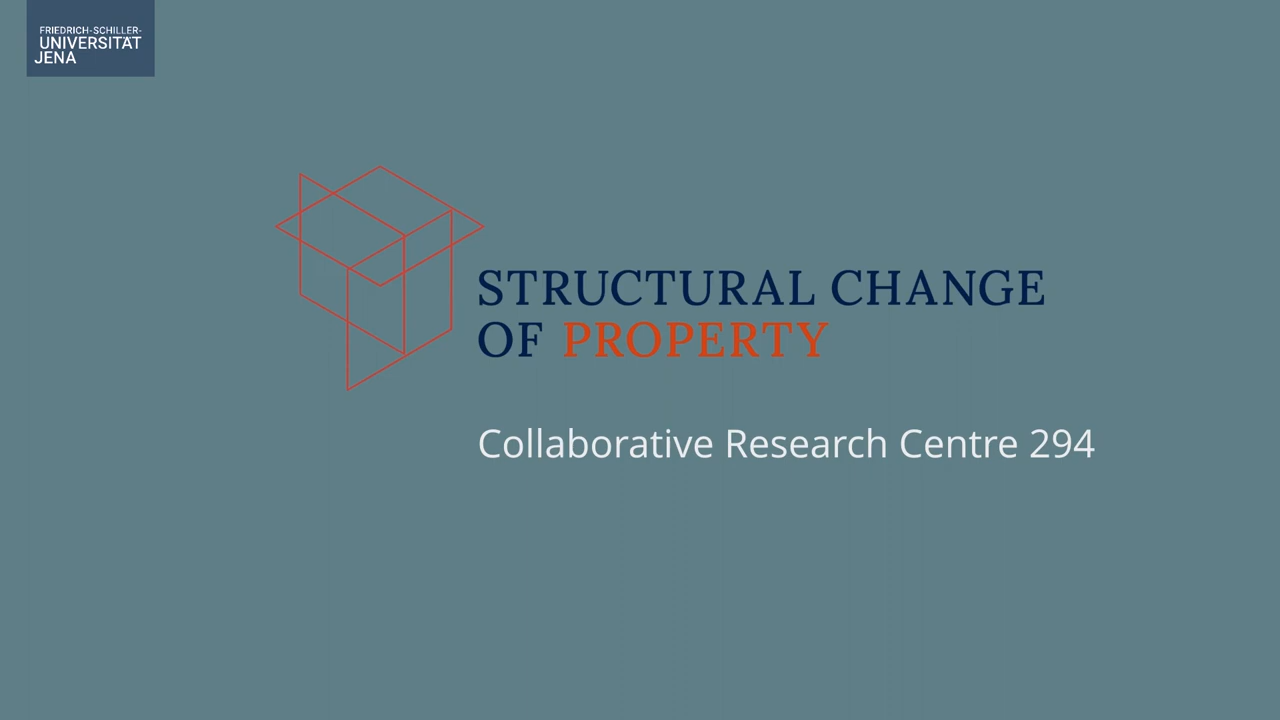 FRIEDRICH-SCHILLER-
UNIVERSITÄT
JENA
STRUCTURAL CHANGE
OF PROPERTY
Collaborative Research Centre 294